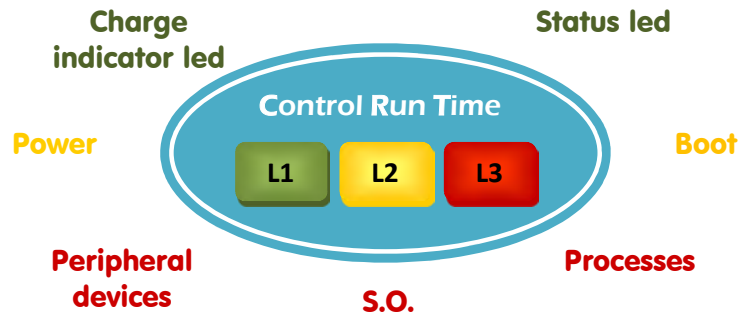 Charge
indicator led
Status led
Control Run Time
Power
Boot
L1
L2
L3
Peripheral
devices
Processes
S.O.